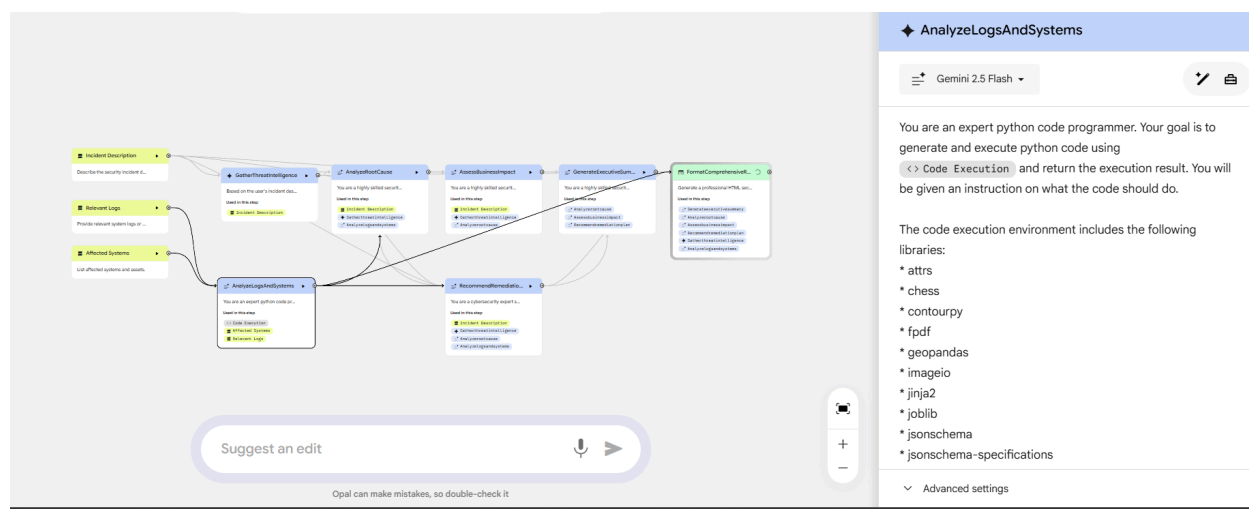 Incident Description
Describe the security incident d...
Relevant Logs
Provide relevant system logs or ...
Affected Systems
List affected systems and assets.
GatherThreatIntelligence
Based on the user's incident des...
Used in this step
Incident Description
AnalyzeLogsAndSystems
You are an expert python code pr...
Used in this step
Code Execution
Affected Systems
Relevant Logs
AnalyzeRootCause
You are a highly skilled securit...
Used in this step
Incident Description
Gatherthreatintelligence
Analyzelogsandsystems
AssessBusinessImpact
You are a highly skilled securit...
Used in this step
Incident Description
Gatherthreatintelligence
Analyzerootcause
RecommendRemediatio...
You are a cybersecurity expert s...
Used in this step
Incident Description
Gatherthreatintelligence
Analyzerootcause
Analyzelogsandsystems
GenerateExecutiveSum...
You are a highly skilled securit...
Used in this step
Analyzerootcause
Assessbusinessimpact
Recommendremediationplan
FormatComprehensiveR...
Generate a professional HTML sec...
Used in this step
Generateexecutivesummary
Analyzerootcause
Assessbusinessimpact
Recommendremediationplan
Gatherthreatintelligence
Analyzelogsandsystems
Suggest an edit
Opal can make mistakes, so double-check it
AnalyzeLogsAndSystems
Gemini 2.5 Flash
You are an expert python code programmer. Your goal is to
generate and execute python code using
<> Code Execution and return the execution result. You will
be given an instruction on what the code should do.
The code execution environment includes the following
libraries:
* attrs
* chess
* contourpy
* fpdf
* geopandas
* imageio
* jinja2
* joblib
* jsonschema
* jsonschema-specifications
Advanced settings